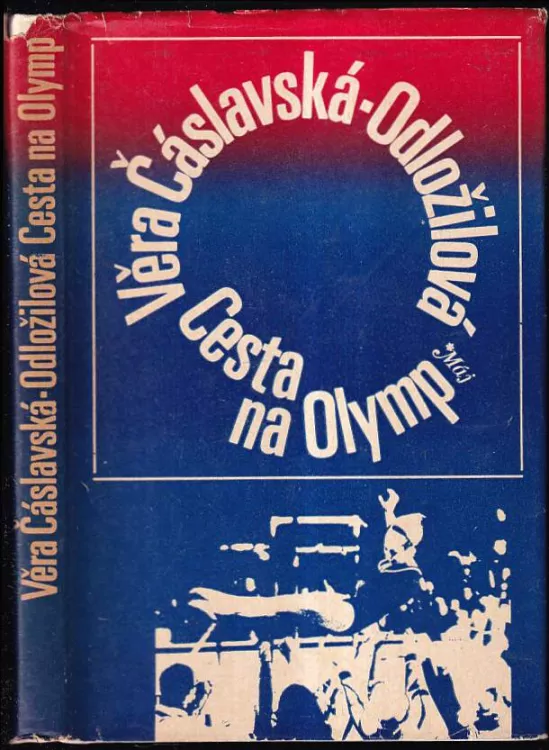 Věra Čáslavská-Odložilová Cesta na Olymp
Věra Čáslavská-Odložilová
Cesta
na Olymp
*Máj